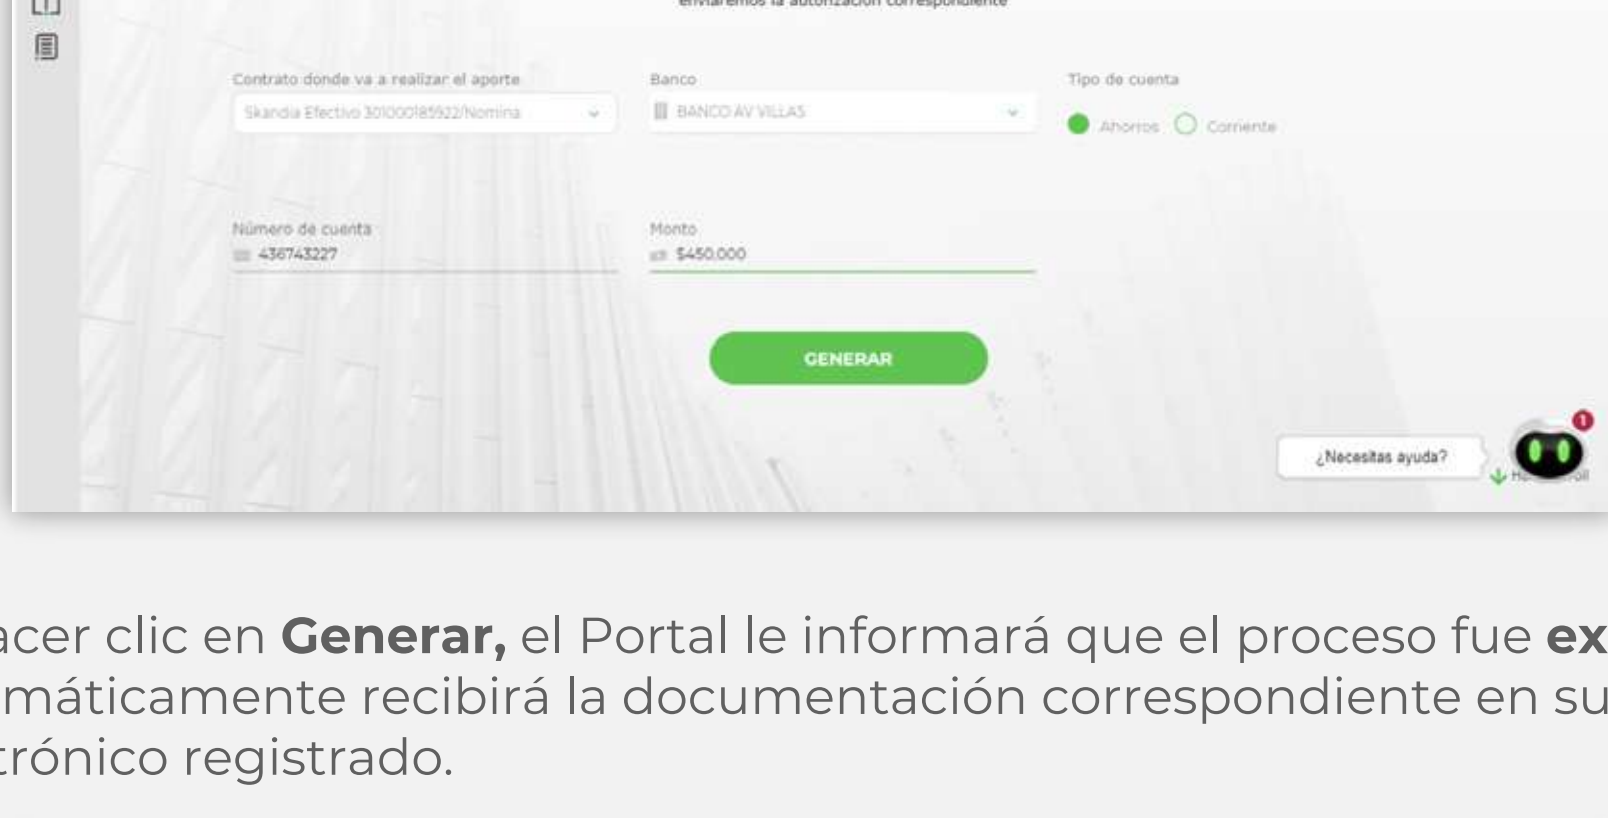 enviaremos la autorización correspondiente
Contrato donde va a realizar el aporte
Banco
Tipo de cuenta
Skandia Efectivo 301000185922/Nomina
BANCO AV VILLAS
Ahorros
Corriente
Número de cuenta
Monto
436743227
$450.000
GENERAR
1
¿Necesitas ayuda?
acer clic en Generar, el Portal le informará que el proceso fue ex
máticamente recibirá la documentación correspondiente en su
trónico registrado.